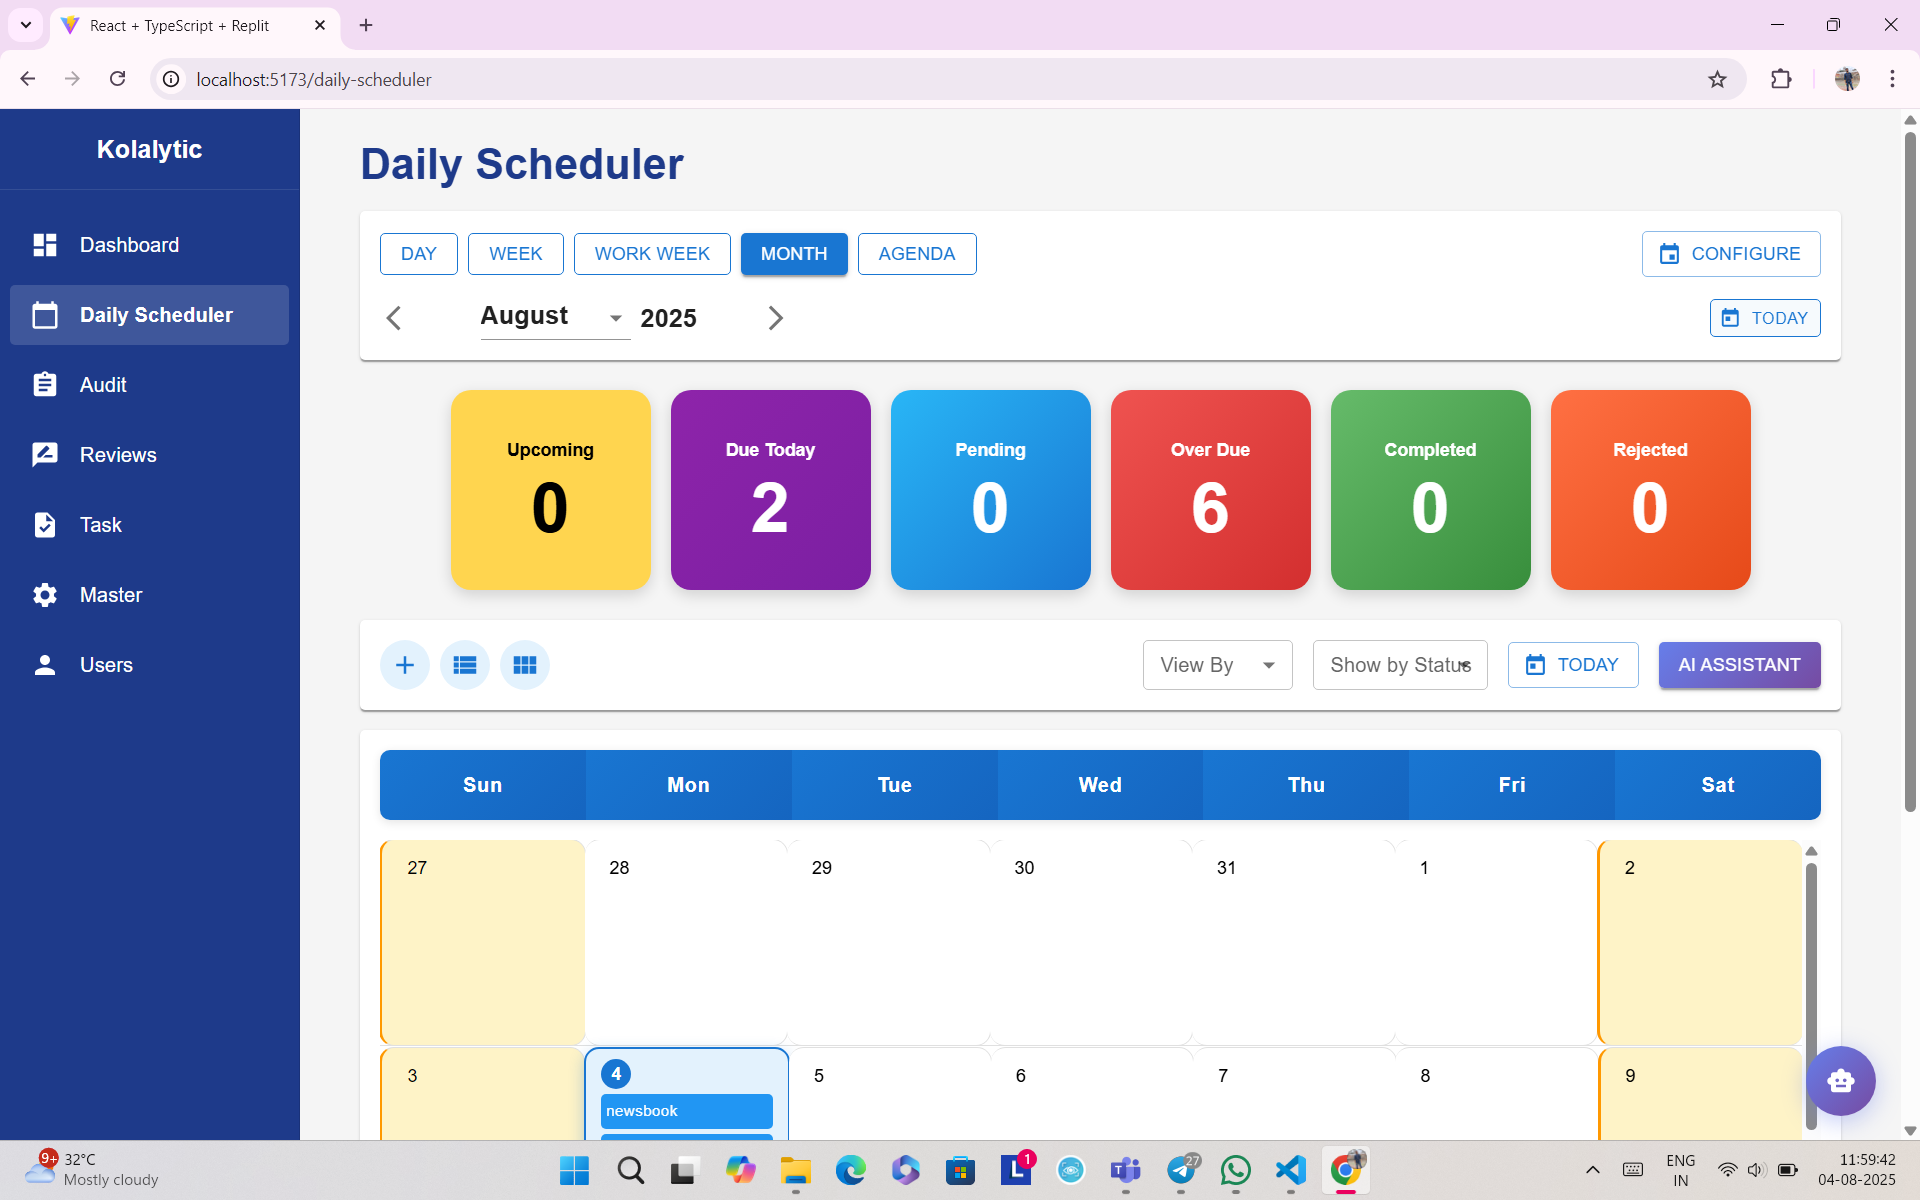 React + TypeScript + Replit
localhost:5173/daily-scheduler
Kolalytic
Dashboard
Daily Scheduler
Audit
Reviews
Task
Master
Users
Daily Scheduler
DAY
WEEK
WORK WEEK
MONTH
AGENDA
CONFIGURE
August
2025
TODAY
Upcoming
0
Due Today
2
Pending
0
Over Due
6
Completed
0
Rejected
0
View By
Show by Status
TODAY
AI ASSISTANT
Sun Mon Tue Wed Thu Fri Sat
27 28 29 30 31 1 2
3 4 5 6 7 8 9
newsbook
9+
32°C
Mostly cloudy
L
1
T
27
ENG
IN
11:59:42
04-08-2025